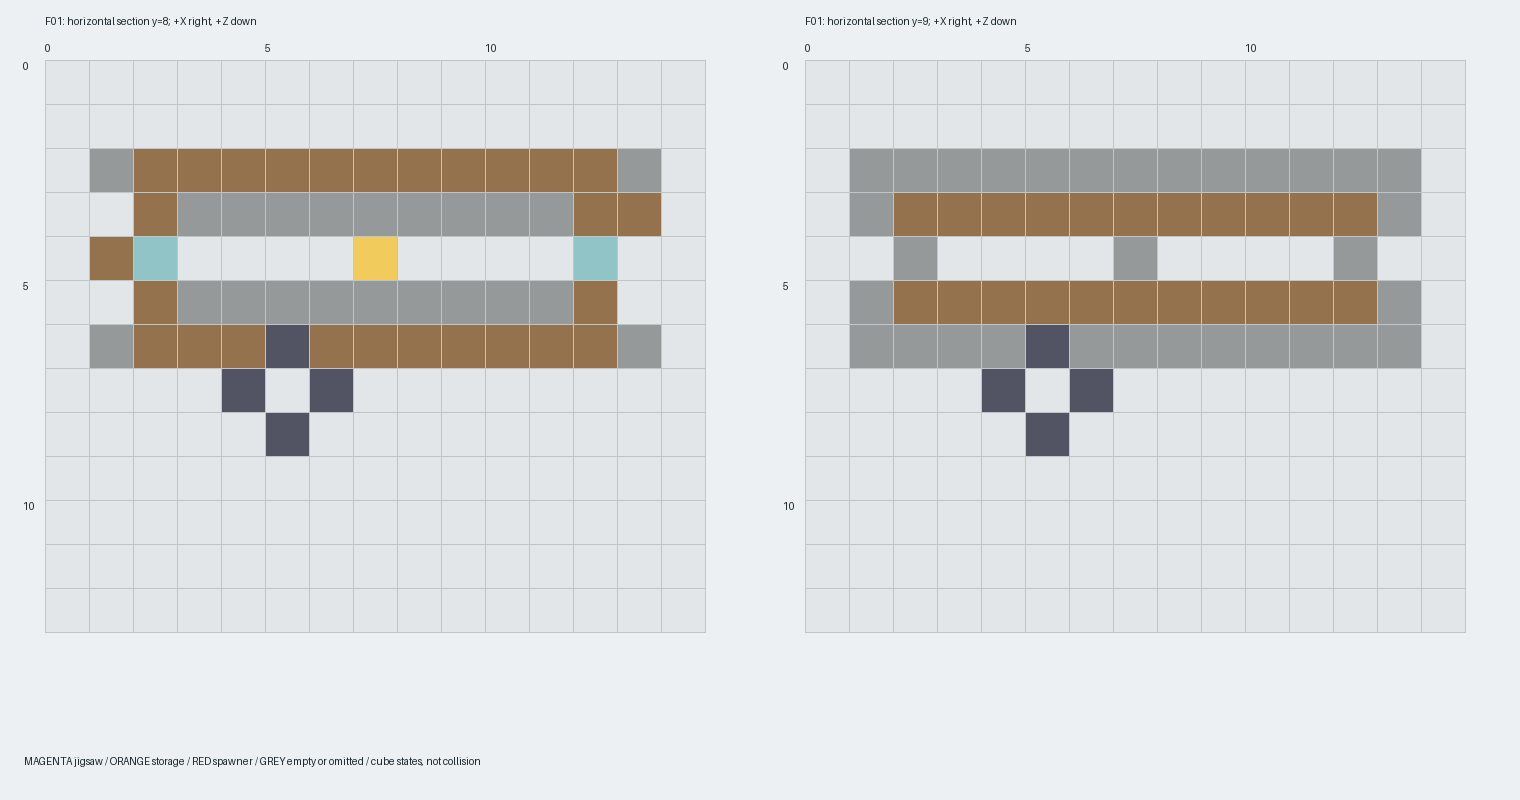 F01: horizontal section y=8; +X right, +Z down
F01: horizontal section y=9; +X right, +Z down
0 5 10
0 5 10
0 0
5 5
10 10
MAGENTA jigsaw / ORANGE storage / RED spawner / GREY empty or omitted / cube states, not collision